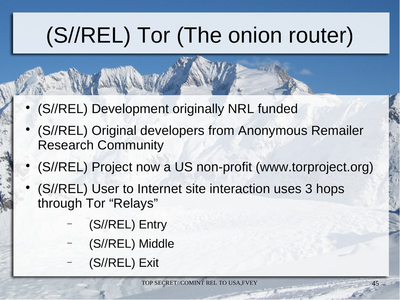 (S//REL) Tor (The onion router)
• (S//REL) Development originally NRL funded
• (S//REL) Original developers from Anonymous Remailer
Research Community
• (S//REL) Project now a US non-profit (www.torproject.org)
• (S//REL) User to Internet site interaction uses 3 hops
through Tor “Relays”
– (S//REL) Entry
– (S//REL) Middle
– (S//REL) Exit
TOP SECRET//COMINT REL TO USA,FVEY
45